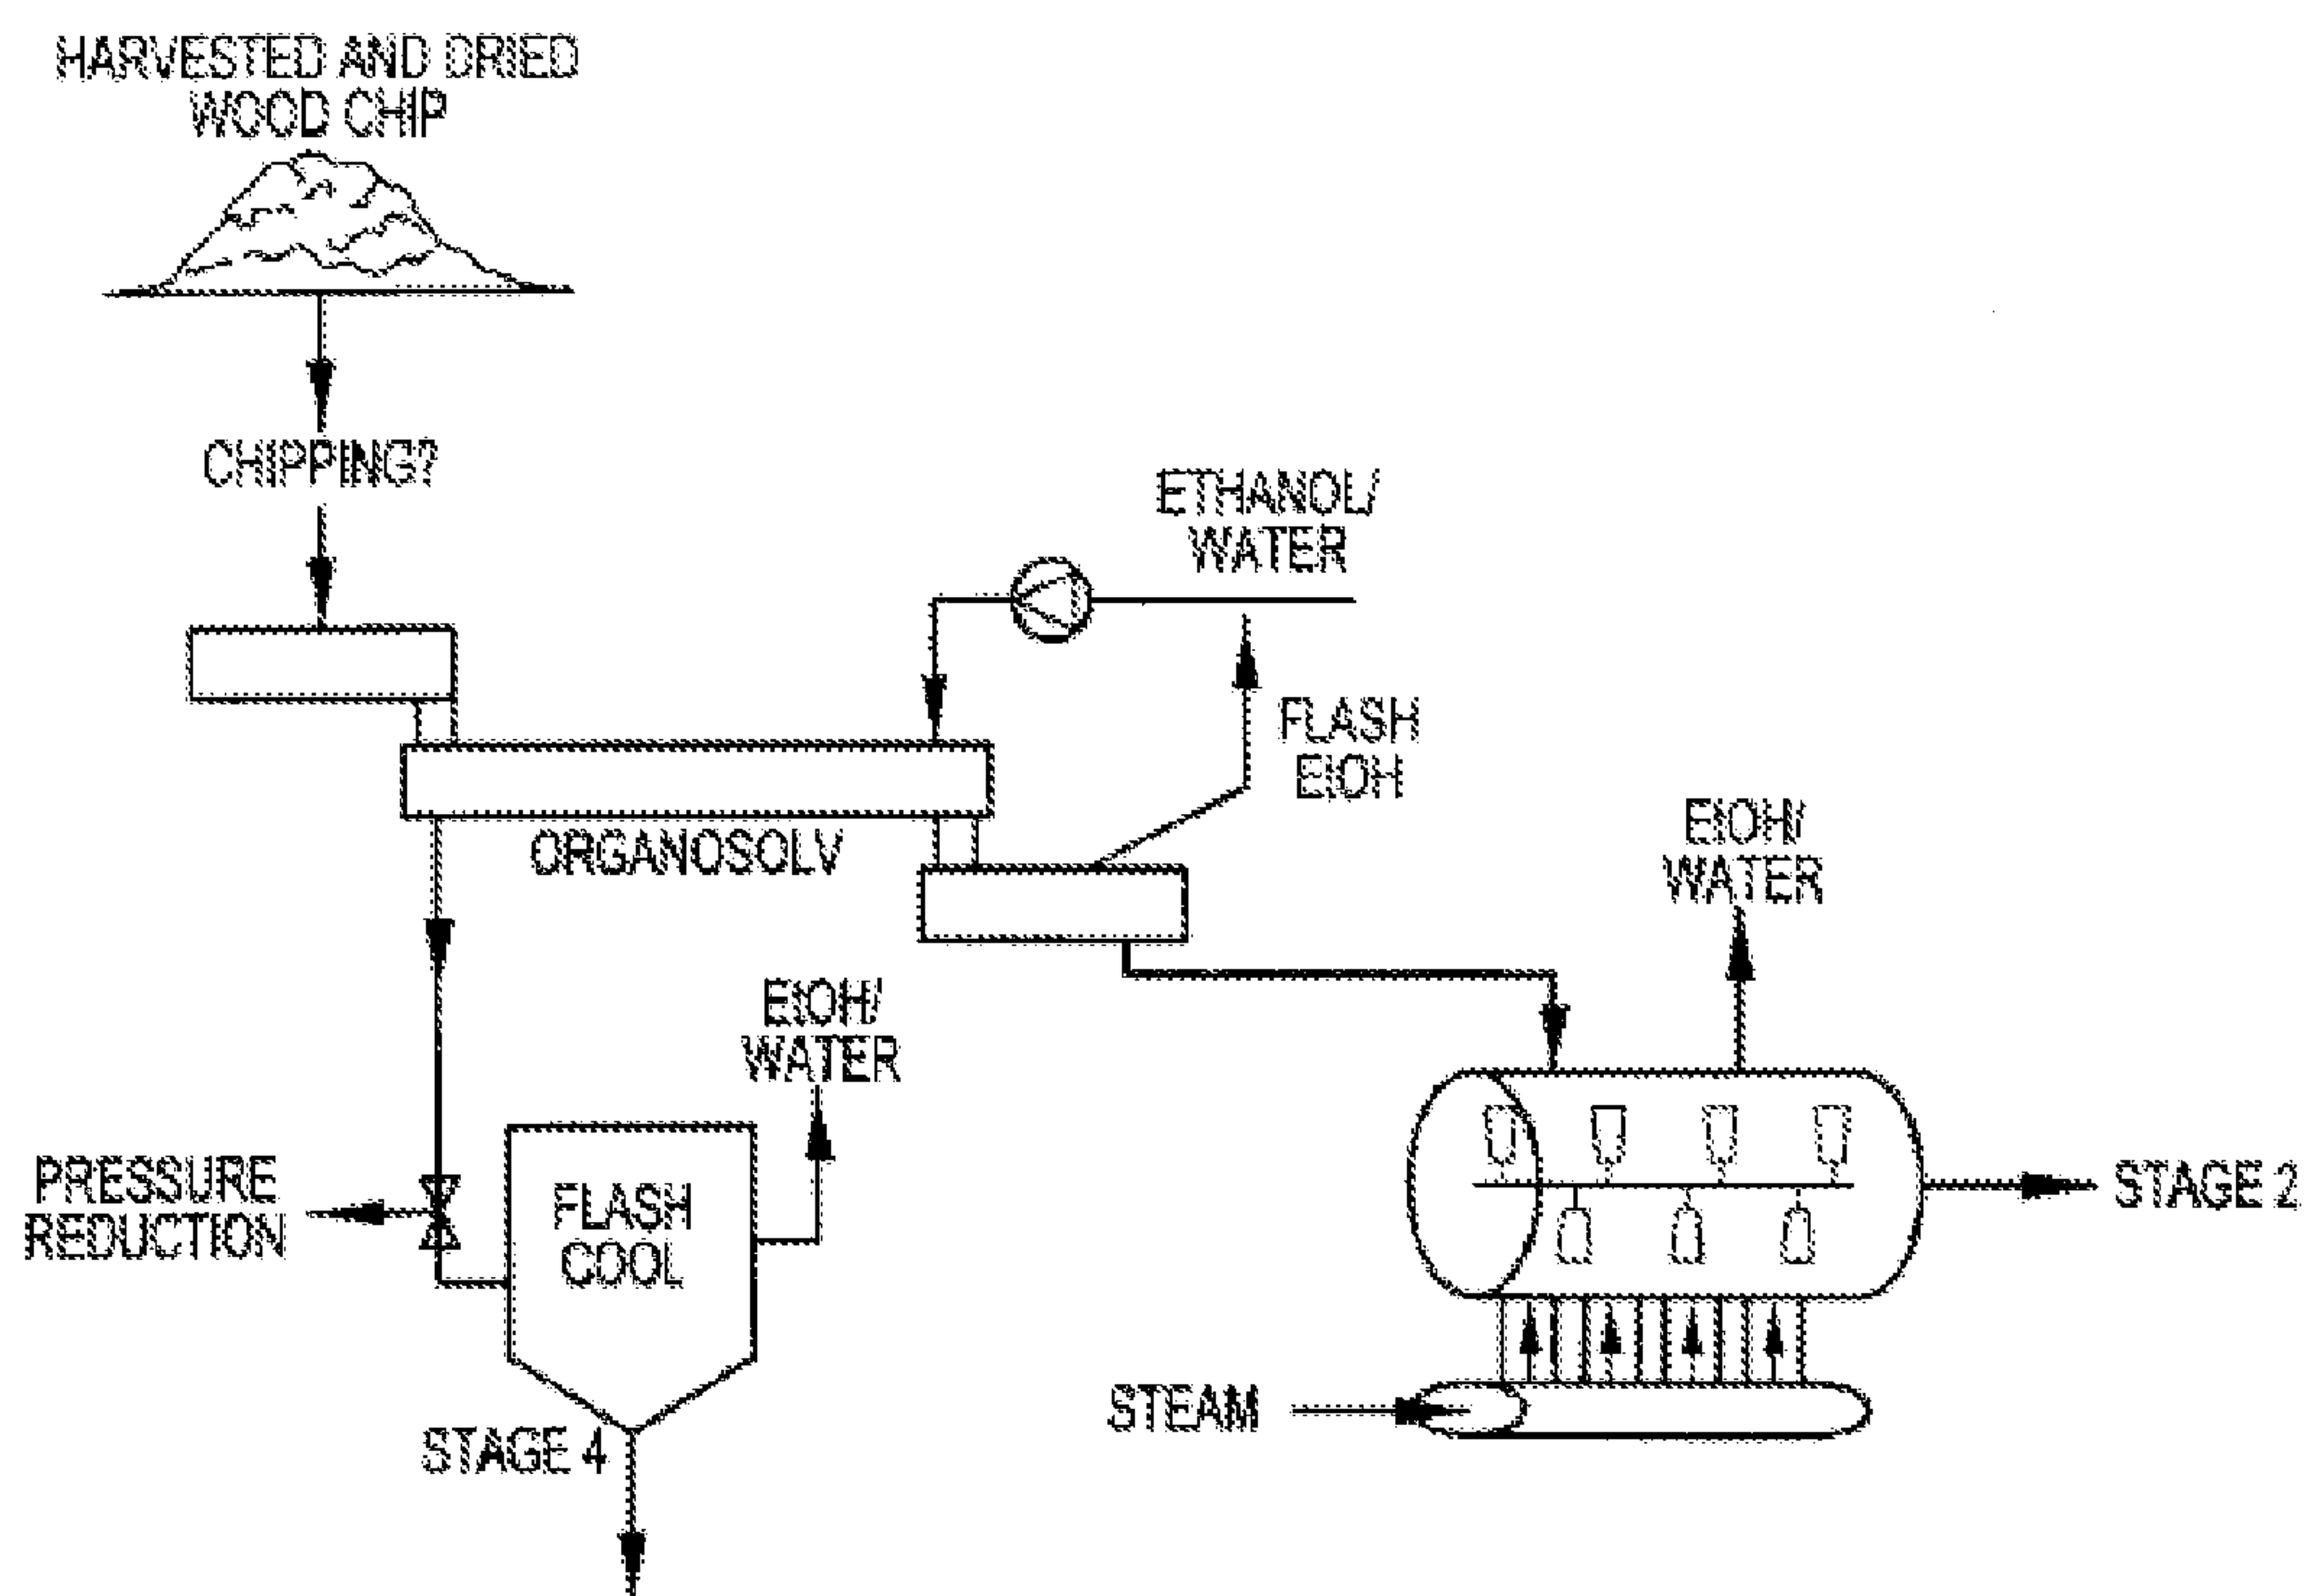 HARVESTED AND DRIED
WOOD CHIP
CHIPPING?
ETHANOL/
WATER
FLASH
EtOH
ORGANOSOLV
EtOH/
WATER
EtOH/
WATER
PRESSURE
REDUCTION
FLASH
COOL
STAGE 2
STEAM
STAGE 4